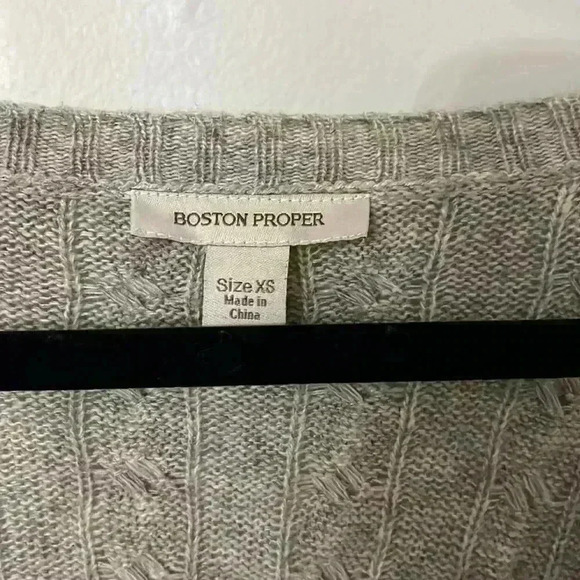 BOSTON PROPER
Size XS
Made in
China